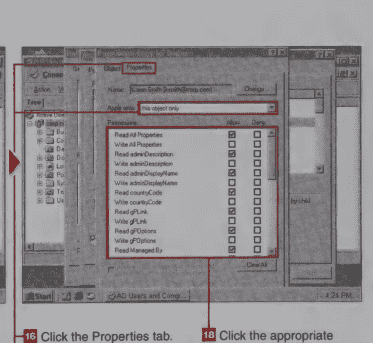 Object Properties
Name:
Change...
Action
Tree
Apply onto: This object only
Permissions: Allow Deny
Read All Properties
Write All Properties
Read adminDescription
Write adminDescription
Read adminDisplayName
Write adminDisplayName
Read countryCode
Write countryCode
Read gPLink
Write gPLink
Read gPOptions
Write gPOptions
Read Managed By
Clear All
Start
AD Users and Comp...
4:24 PM
16 Click the Properties tab.
18 Click the appropriate